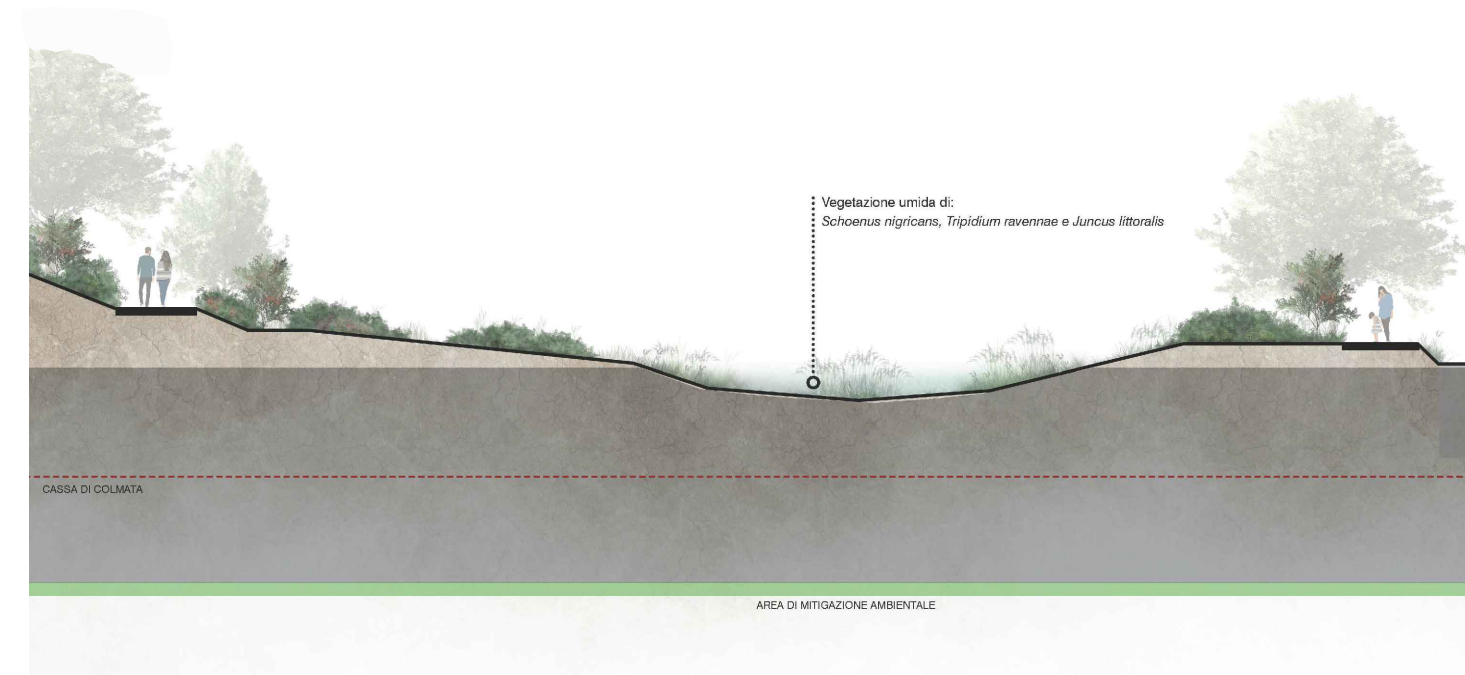 Vegetazione umida di:
Schoenus nigricans, Tripidium ravennae e Juncus littoralis
CASSA DI COLMATA
AREA DI MITIGAZIONE AMBIENTALE